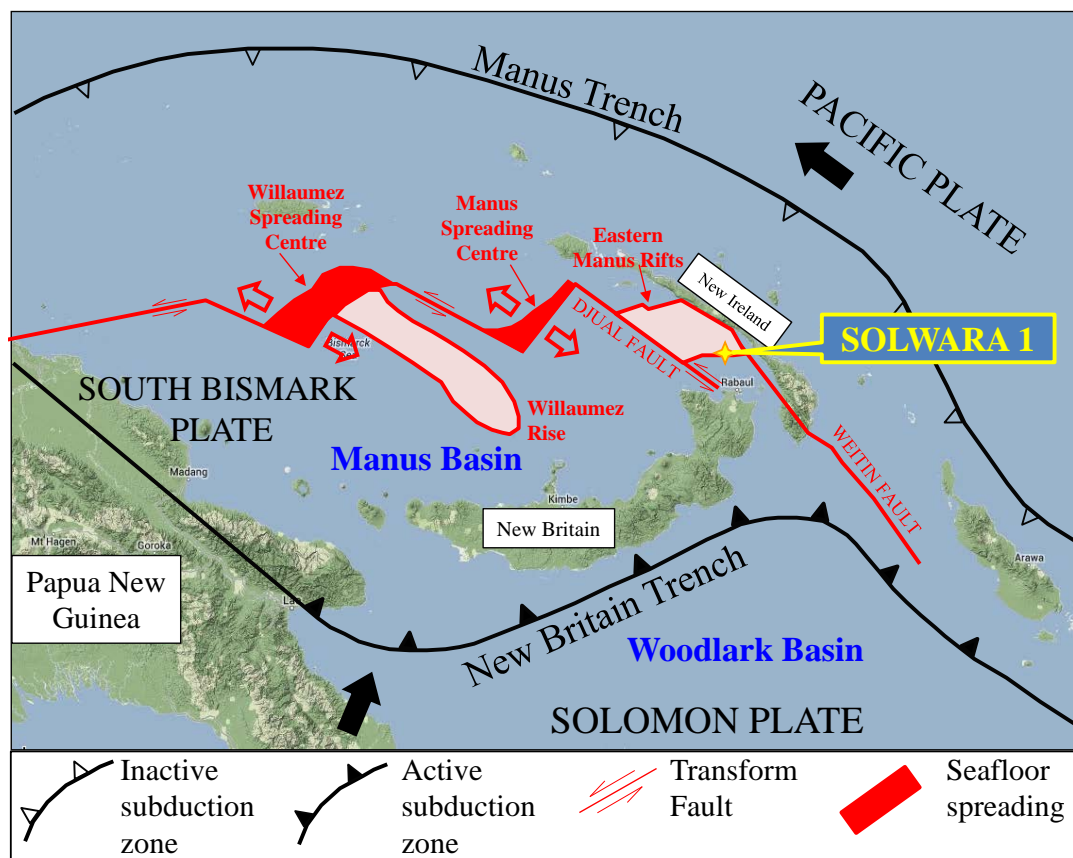 Manus Trench
PACIFIC PLATE
Willaumez
Spreading
Centre
Manus
Spreading
Centre
Eastern
Manus Rifts
New Ireland
DJUAL FAULT
SOLWARA 1
Bismarck
Sea
Rabaul
SOUTH BISMARK
PLATE
Willaumez
Rise
Manus Basin
WEITIN FAULT
Madang
Kimbe
New Britain
Mt Hagen
Goroka
Arawa
Papua New
Guinea
Lae
New Britain Trench
Woodlark Basin
SOLOMON PLATE
Inactive
subduction
zone
Active
subduction
zone
Transform
Fault
Seafloor
spreading